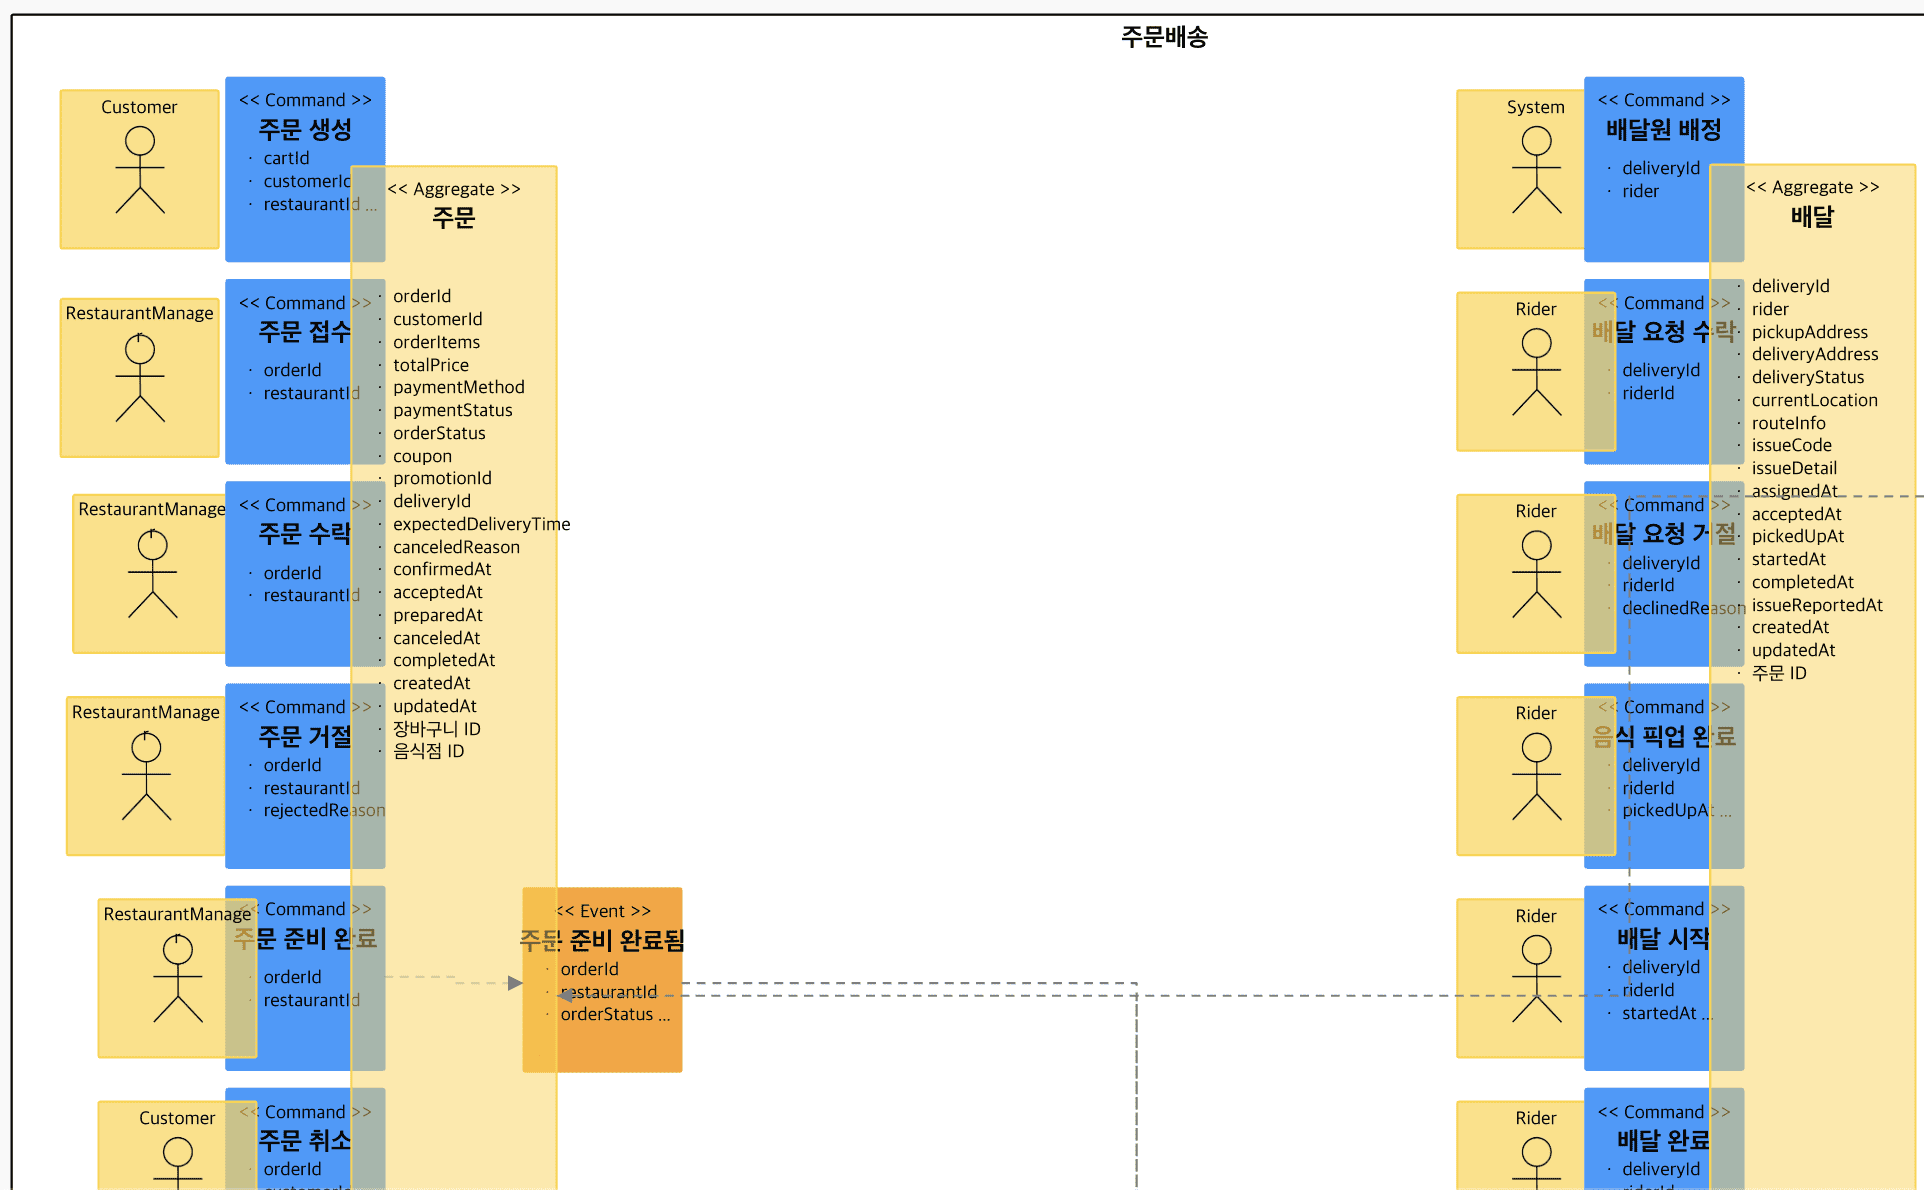 주문배송
Customer
<< Command >>
주문 생성
· cartId
· customerId
· restaurantId ...
RestaurantManage
r
<< Command >>
주문 접수
· orderId
· restaurantId
RestaurantManage
r
<< Command >>
주문 수락
· orderId
· restaurantId
RestaurantManage
r
<< Command >>
주문 거절
· orderId
· restaurantId
· rejectedReason
RestaurantManage
r
<< Command >>
주문 준비 완료
· orderId
· restaurantId
Customer
<< Command >>
주문 취소
· orderId
· customerId
<< Aggregate >>
주문
· orderId
· customerId
· orderItems
· totalPrice
· paymentMethod
· paymentStatus
· orderStatus
· coupon
· promotionId
· deliveryId
· expectedDeliveryTime
· canceledReason
· confirmedAt
· acceptedAt
· preparedAt
· canceledAt
· completedAt
· createdAt
· updatedAt
· 장바구니 ID
· 음식점 ID
<< Event >>
주문 준비 완료됨
· orderId
· restaurantId
· orderStatus ...
System
<< Command >>
배달원 배정
· deliveryId
· rider
Rider
<< Command >>
배달 요청 수락
· deliveryId
· riderId
Rider
<< Command >>
배달 요청 거절
· deliveryId
· riderId
· declinedReason
Rider
<< Command >>
음식 픽업 완료
· deliveryId
· riderId
· pickedUpAt ...
Rider
<< Command >>
배달 시작
· deliveryId
· riderId
· startedAt ...
Rider
<< Command >>
배달 완료
· deliveryId
· riderId
<< Aggregate >>
배달
· deliveryId
· rider
· pickupAddress
· deliveryAddress
· deliveryStatus
· currentLocation
· routeInfo
· issueCode
· issueDetail
· assignedAt
· acceptedAt
· pickedUpAt
· startedAt
· completedAt
· issueReportedAt
· createdAt
· updatedAt
· 주문 ID